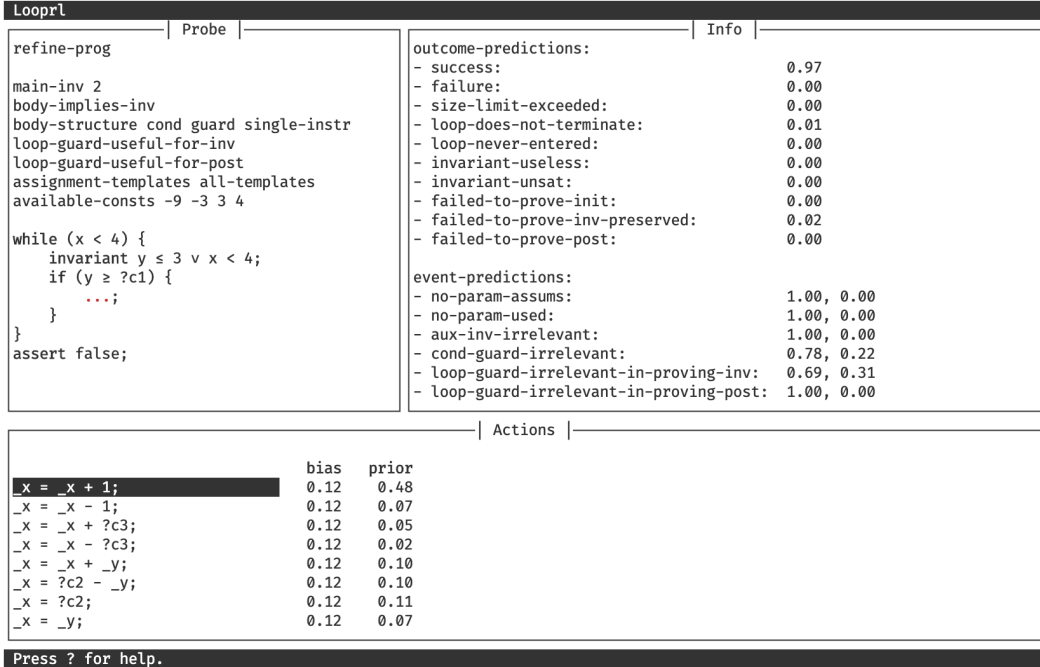 Looprl
Probe
refine-prog
main-inv 2
body-implies-inv
body-structure cond guard single-instr
loop-guard-useful-for-inv
loop-guard-useful-for-post
assignment-templates all-templates
available-consts -9 -3 3 4
while (x < 4) {
    invariant y ≤ 3 ∨ x < 4;
    if (y ≥ ?c1) {
        ...;
    }
}
assert false;
Info
outcome-predictions:
- success: 0.97
- failure: 0.00
- size-limit-exceeded: 0.00
- loop-does-not-terminate: 0.01
- loop-never-entered: 0.00
- invariant-useless: 0.00
- invariant-unsat: 0.00
- failed-to-prove-init: 0.00
- failed-to-prove-inv-preserved: 0.02
- failed-to-prove-post: 0.00
event-predictions:
- no-param-assums: 1.00, 0.00
- no-param-used: 1.00, 0.00
- aux-inv-irrelevant: 1.00, 0.00
- cond-guard-irrelevant: 0.78, 0.22
- loop-guard-irrelevant-in-proving-inv: 0.69, 0.31
- loop-guard-irrelevant-in-proving-post: 1.00, 0.00
Actions
bias prior
_x = _x + 1; 0.12 0.48
_x = _x - 1; 0.12 0.07
_x = _x + ?c3; 0.12 0.05
_x = _x - ?c3; 0.12 0.02
_x = _x + _y; 0.12 0.10
_x = ?c2 - _y; 0.12 0.10
_x = ?c2; 0.12 0.11
_x = _y; 0.12 0.07
Press ? for help.